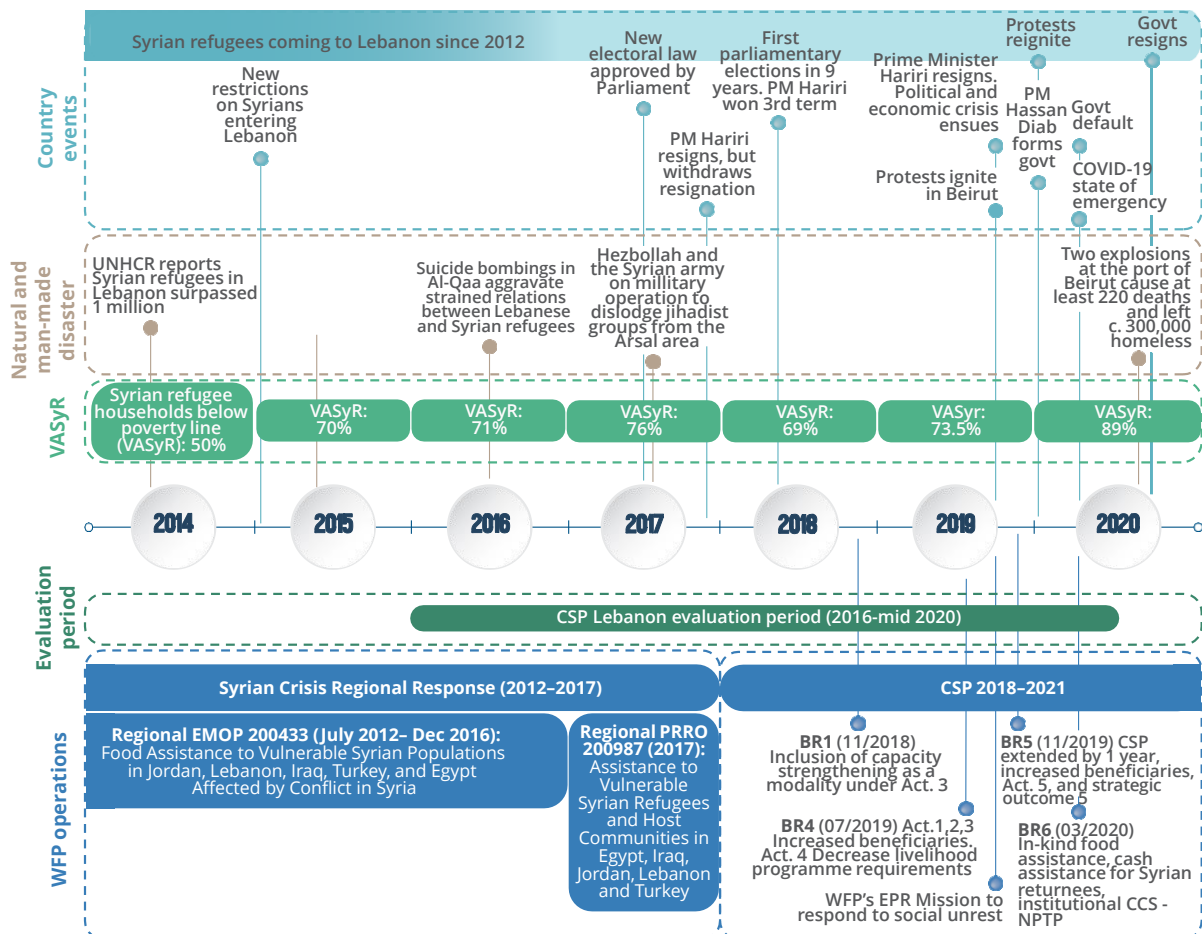 Country
events
Syrian refugees coming to Lebanon since 2012
New
restrictions
on Syrians
entering
Lebanon
New
electoral law
approved by
Parliament
PM Hariri
resigns, but
withdraws
resignation
First
parliamentary
elections in 9
years. PM Hariri
won 3rd term
Prime Minister
Hariri resigns.
Political and
economic crisis
ensues
Protests ignite
in Beirut
Protests
reignite
PM
Hassan
Diab
forms
govt
Govt
default
COVID-19
state of
emergency
Govt
resigns
Natural and
man-made
disaster
UNHCR reports
Syrian refugees in
Lebanon surpassed
1 million
Suicide bombings in
Al-Qaa aggravate
strained relations
between Lebanese
and Syrian refugees
Hezbollah and
the Syrian army
on millitary
operation to
dislodge jihadist
groups from the
Arsal area
Two explosions
at the port of
Beirut cause at
least 220 deaths
and left
c. 300,000
homeless
VASyR
Syrian refugee
households below
poverty line
(VASyR): 50%
VASyR:
70%
VASyR:
71%
VASyR:
76%
VASyR:
69%
VASyr:
73.5%
VASyR:
89%
2014
2015
2016
2017
2018
2019
2020
Evaluation
period
CSP Lebanon evaluation period (2016-mid 2020)
WFP operations
Syrian Crisis Regional Response (2012–2017)
CSP 2018–2021
Regional EMOP 200433 (July 2012– Dec 2016):
Food Assistance to Vulnerable Syrian Populations
in Jordan, Lebanon, Iraq, Turkey, and Egypt
Affected by Conflict in Syria
Regional PRRO
200987 (2017):
Assistance to
Vulnerable
Syrian Refugees
and Host
Communities in
Egypt, Iraq,
Jordan, Lebanon
and Turkey
BR1 (11/2018)
Inclusion of capacity
strengthening as a
modality under Act. 3
BR4 (07/2019) Act.1,2,3
Increased beneficiaries.
Act. 4 Decrease livelihood
programme requirements
WFP's EPR Mission to
respond to social unrest
BR5 (11/2019) CSP
extended by 1 year,
increased beneficiaries,
Act. 5, and strategic
outcome 5
BR6 (03/2020)
In-kind food
assistance, cash
assistance for Syrian
returnees,
institutional CCS -
NPTP